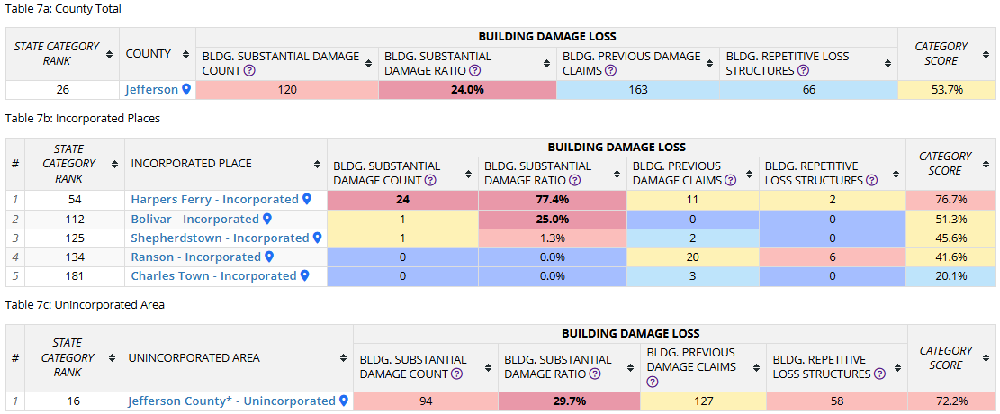 Table 7a: County Total
STATE CATEGORY RANK COUNTY BUILDING DAMAGE LOSS CATEGORY SCORE
BLDG. SUBSTANTIAL DAMAGE COUNT BLDG. SUBSTANTIAL DAMAGE RATIO BLDG. PREVIOUS DAMAGE CLAIMS BLDG. REPETITIVE LOSS STRUCTURES
26 Jefferson 120 24.0% 163 66 53.7%
Table 7b: Incorporated Places
# STATE CATEGORY RANK INCORPORATED PLACE BUILDING DAMAGE LOSS CATEGORY SCORE
BLDG. SUBSTANTIAL DAMAGE COUNT BLDG. SUBSTANTIAL DAMAGE RATIO BLDG. PREVIOUS DAMAGE CLAIMS BLDG. REPETITIVE LOSS STRUCTURES
1 54 Harpers Ferry - Incorporated 24 77.4% 11 2 76.7%
2 112 Bolivar - Incorporated 1 25.0% 0 0 51.3%
3 125 Shepherdstown - Incorporated 1 1.3% 2 0 45.6%
4 134 Ranson - Incorporated 0 0.0% 20 6 41.6%
5 181 Charles Town - Incorporated 0 0.0% 3 0 20.1%
Table 7c: Unincorporated Area
# STATE CATEGORY RANK UNINCORPORATED AREA BUILDING DAMAGE LOSS CATEGORY SCORE
BLDG. SUBSTANTIAL DAMAGE COUNT BLDG. SUBSTANTIAL DAMAGE RATIO BLDG. PREVIOUS DAMAGE CLAIMS BLDG. REPETITIVE LOSS STRUCTURES
1 16 Jefferson County* - Unincorporated 94 29.7% 127 58 72.2%